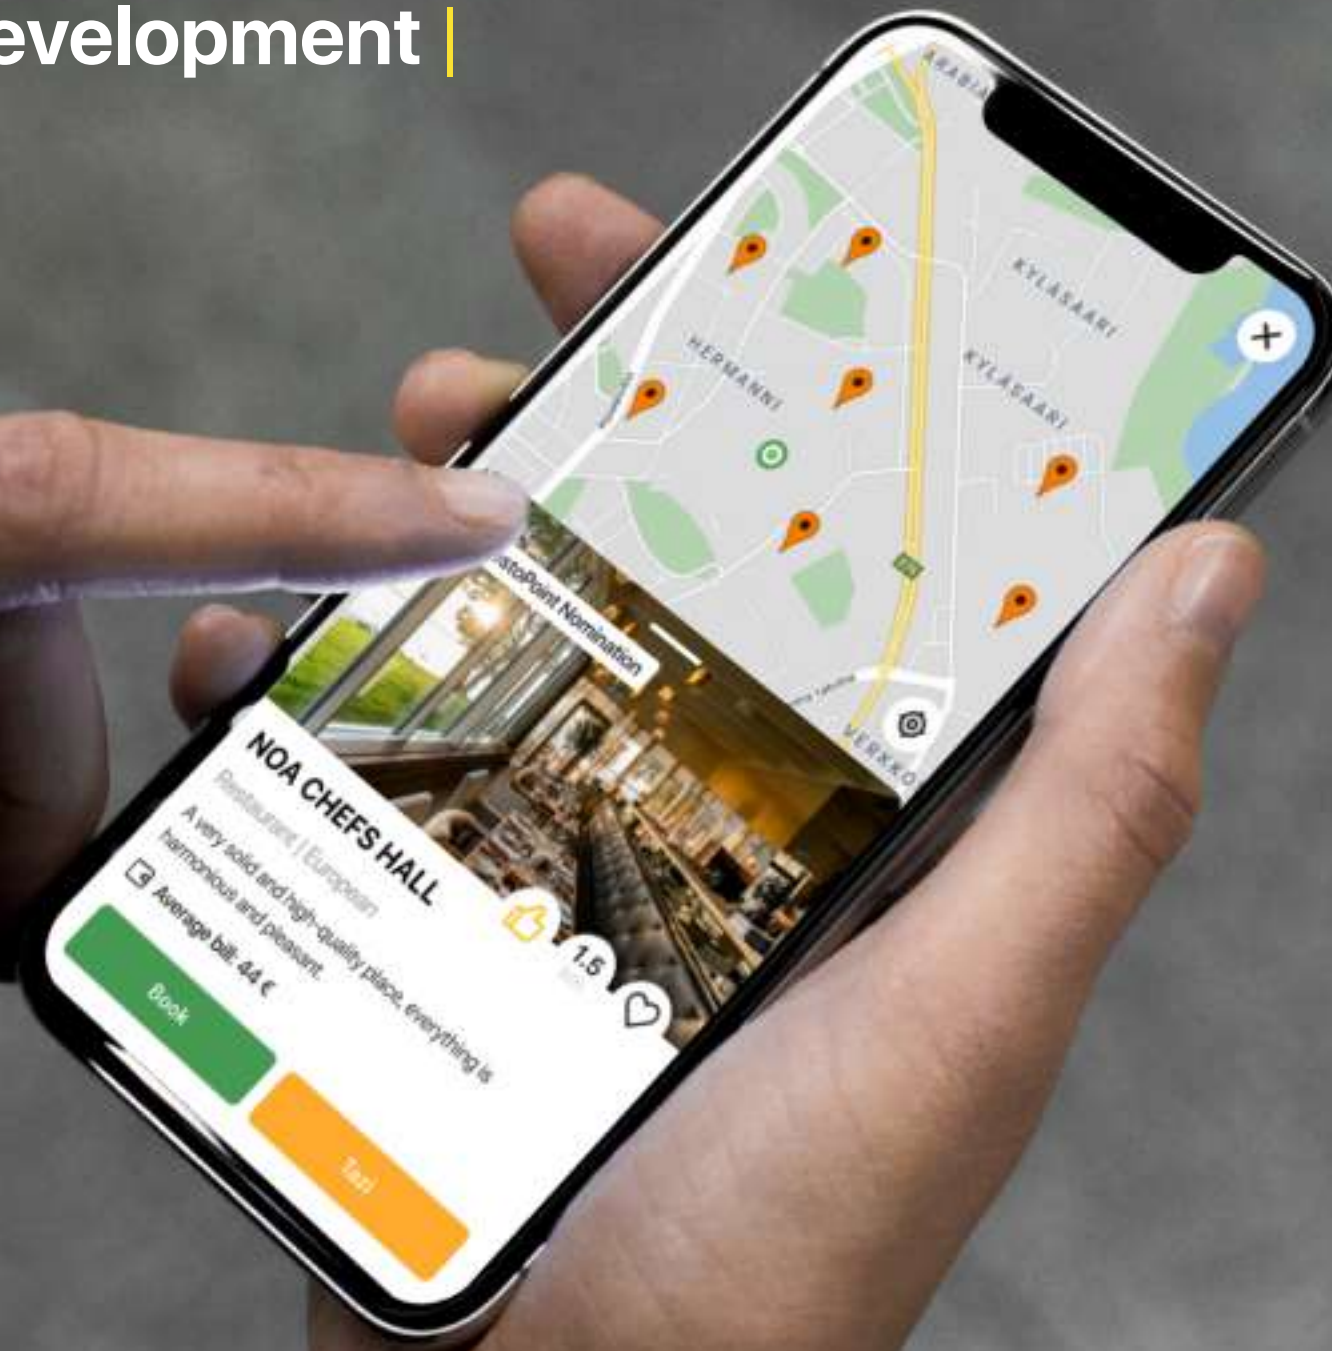 evelopment |
ARABIA
KYLÄSAARI
HERMANNI
KYLÄSAARI
stoPoint Nomination
VERKKO
NOA CHEFS HALL
Restaurant | European
A very solid and high-quality place, everything is
harmonious and pleasant.
Average bill: 44 €
1.5
Book
Taxi